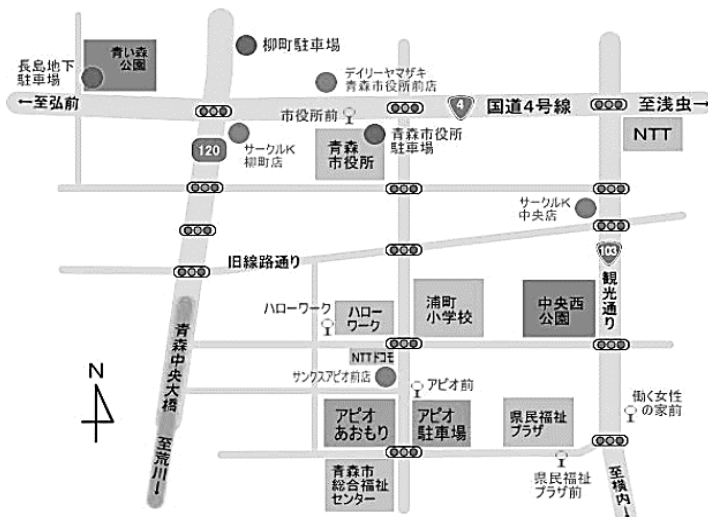 柳町駐車場
青い森
公園
長島地下
駐車場
デイリーヤマザキ
青森市役所前店
←至弘前
市役所前
4
国道4号線
至浅虫→
120
サークルK
柳町店
青森
市役所
青森市役所
駐車場
NTT
サークルK
中央店
旧線路通り
103
観光通り
ハローワーク
ハロー
ワーク
浦町
小学校
中央西
公園
青森中央大橋
NTTドコモ
サンクスアピオ前店
N
アピオ前
働く女性
の家前
アピオ
あおもり
アピオ
駐車場
県民福祉
プラザ
至荒川→
青森市
総合福祉
センター
県民福祉
プラザ前
至横内→